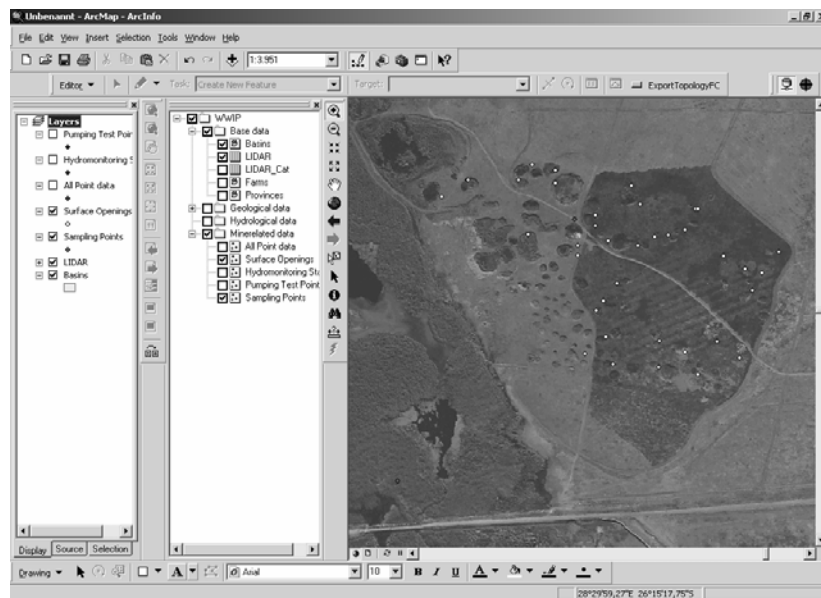 Unbenannt - ArcMap - ArcInfo
File Edit View Insert Selection Tools Window Help
1:3.951
Editor Task: Create New Feature Target: ExportTopologyFC
Layers
Pumping Test Poir
Hydromonitoring S
All Point data
Surface Openings
Sampling Points
LIDAR
Basins
WWIP
Base data
Basins
LIDAR
LIDAR_Cat
Farms
Provinces
Geological data
Hydrological data
Minerelated data
All Point data
Surface Openings
Hydromonitoring Sta
Pumping Test Point
Sampling Points
Display Source Selection
Drawing A Arial 10 B I U A
28°29'59,27"E 26°15'17,75"S